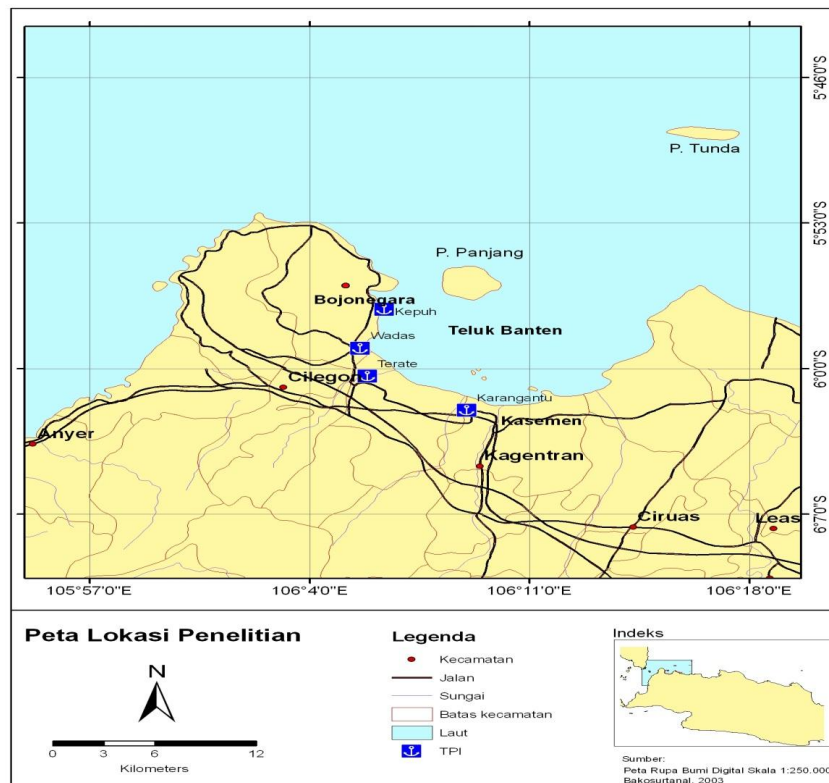 5°46'0"S
P. Tunda
5°53'0"S
P. Panjang
Bojonegara
Kepuh
Teluk Banten
Wadas
Terate
6°0'0"S
Cilegon
Karangantu
Kasemen
Anyer
Kagentran
6°7'0"S
Ciruas
Leas
105°57'0"E
106°4'0"E
106°11'0"E
106°18'0"E
Peta Lokasi Penelitian
N
0 3 6 12
Kilometers
Legenda
Kecamatan
Jalan
Sungai
Batas kecamatan
Laut
TPI
Indeks
Sumber:
Peta Rupa Bumi Digital Skala 1:250.000
Bakosurtanal, 2003